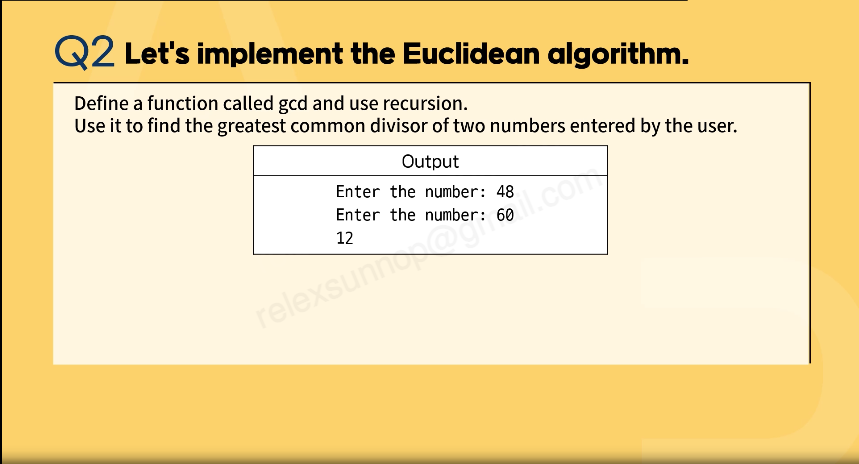 Q2 Let's implement the Euclidean algorithm.
Define a function called gcd and use recursion.
Use it to find the greatest common divisor of two numbers entered by the user.
Output
Enter the number: 48
Enter the number: 60
12
relexsunnop@gmail.com